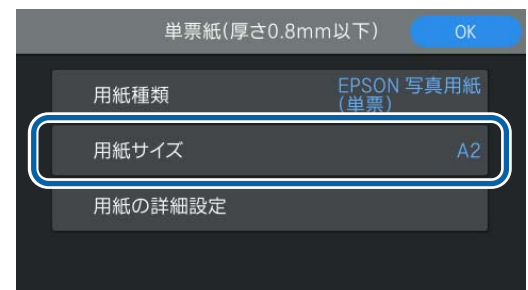 単票紙(厚さ0.8mm以下)
OK
用紙種類
EPSON 写真用紙
(単票)
用紙サイズ
A2
用紙の詳細設定